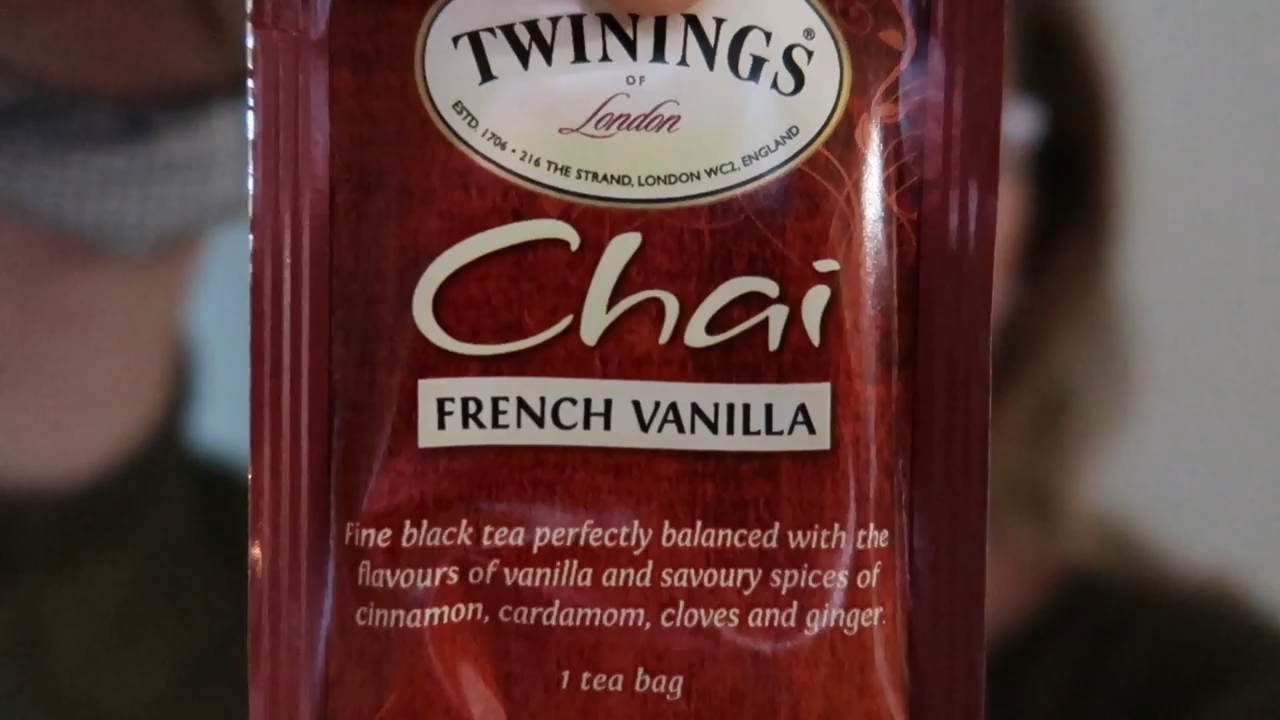 TWININGS®
OF
London
ESTD. 1706 • 216 THE STRAND, LONDON WC2, ENGLAND
Chai
FRENCH VANILLA
Fine black tea perfectly balanced with the
flavours of vanilla and savoury spices of
cinnamon, cardamom, cloves and ginger.
1 tea bag